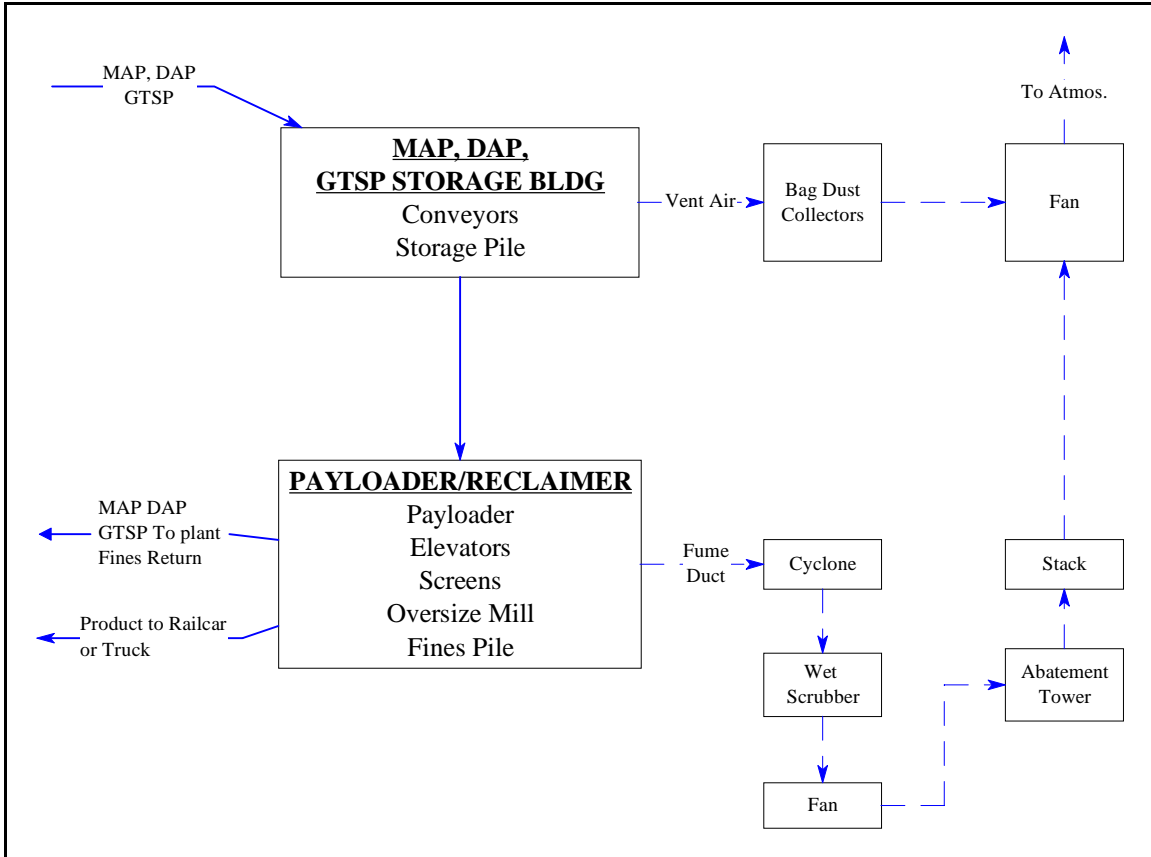 MAP, DAP
GTSP
To Atmos.
MAP, DAP,
GTSP STORAGE BLDG
Conveyors
Storage Pile
Vent Air
Bag Dust
Collectors
Fan
PAYLOADER/RECLAIMER
Payloader
Elevators
Screens
Oversize Mill
Fines Pile
MAP DAP
GTSP To plant
Fines Return
Product to Railcar
or Truck
Fume
Duct
Cyclone
Stack
Wet
Scrubber
Abatement
Tower
Fan